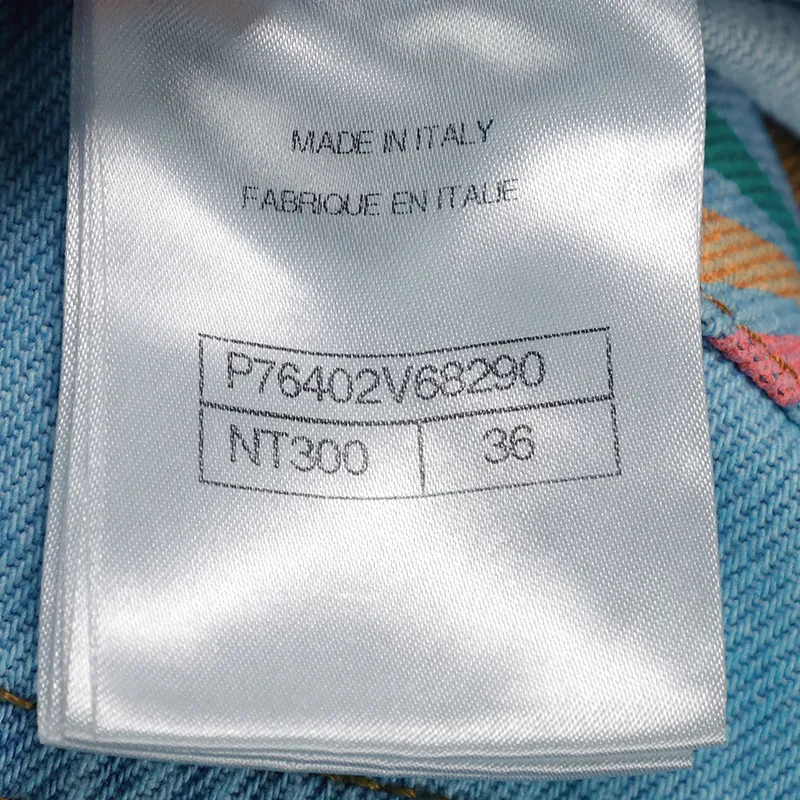 MADE IN ITALY
FABRIQUE EN ITALIE
P76402V68290
NT300 36